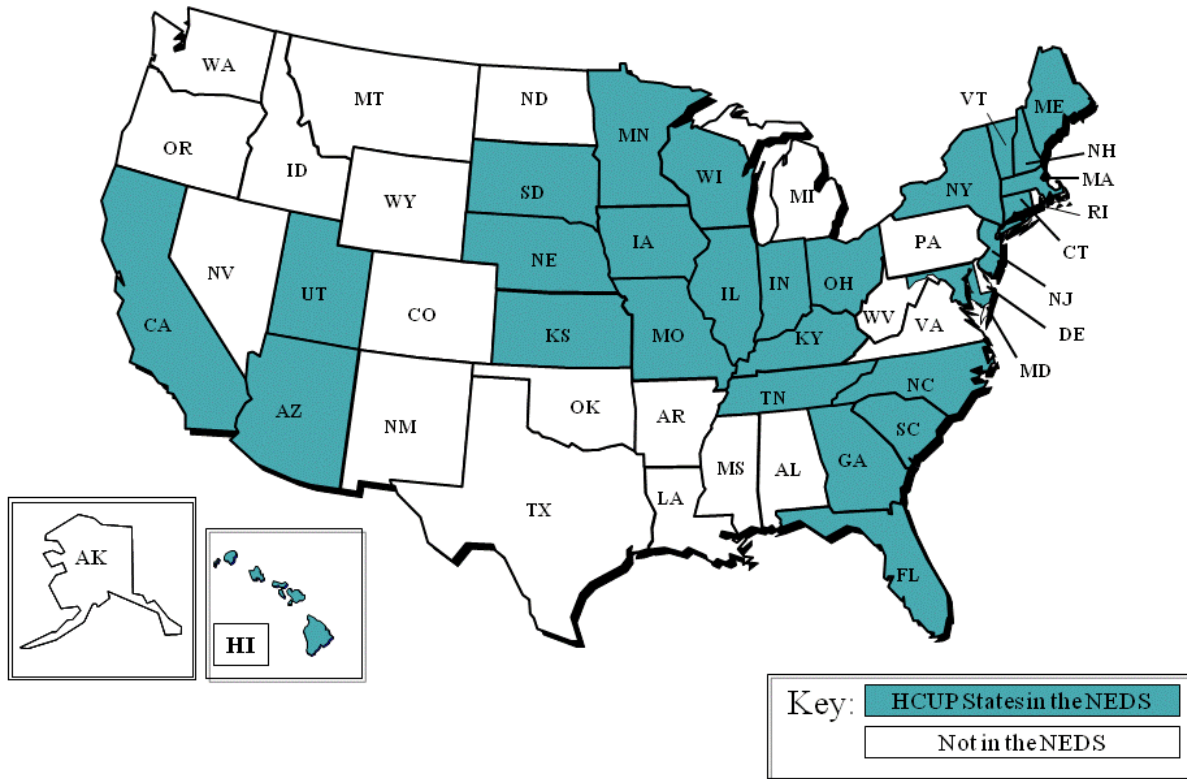 WA
MT
ND
MN
VT
ME
OR
ID
WY
SD
WI
MI
NY
NH
MA
RI
CT
NV
UT
CO
NE
IA
IL
IN
OH
PA
NJ
DE
MD
CA
AZ
NM
KS
MO
KY
WV
VA
OK
AR
TN
NC
SC
TX
LA
MS
AL
GA
FL
AK
HI
Key:
HCUP States in the NEDS
Not in the NEDS